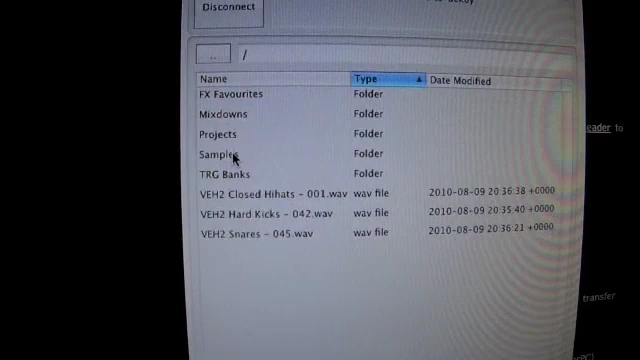 Disconnect
..
/
Name Type Date Modified
FX Favourites Folder
Mixdowns Folder
Projects Folder
Samples Folder
TRG Banks Folder
VEH2 Closed Hihats - 001.wav wav file 2010-08-09 20:36:38 +0000
VEH2 Hard Kicks - 042.wav wav file 2010-08-09 20:35:40 +0000
VEH2 Snares - 045.wav wav file 2010-08-09 20:36:21 +0000
eader to
transfer